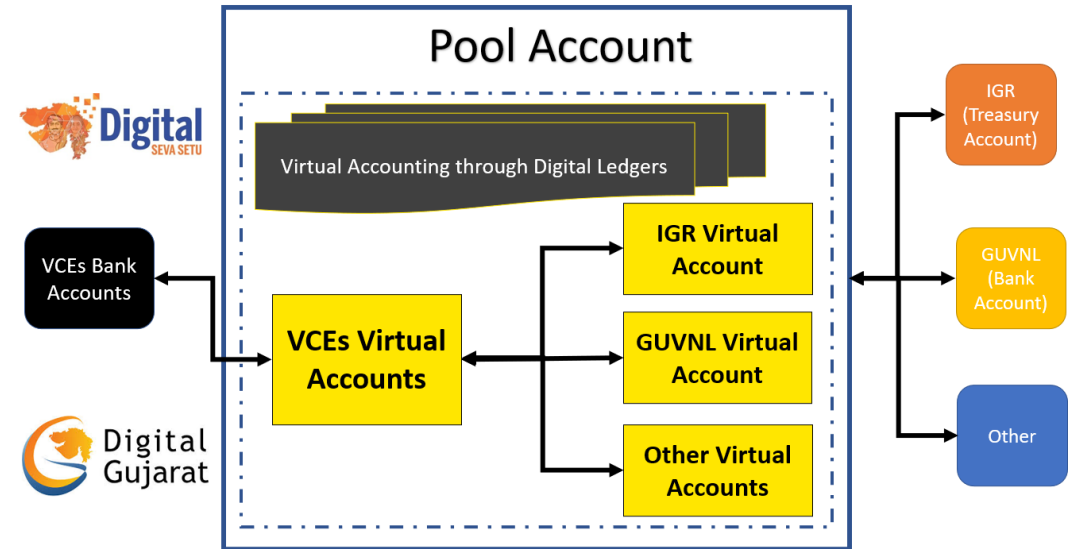 Pool Account
Digital
SEVA SETU
Virtual Accounting through Digital Ledgers
VCEs Bank
Accounts
VCEs Virtual
Accounts
IGR Virtual
Account
GUVNL Virtual
Account
Other Virtual
Accounts
IGR
(Treasury
Account)
GUVNL
(Bank
Account)
Other
Digital
Gujarat